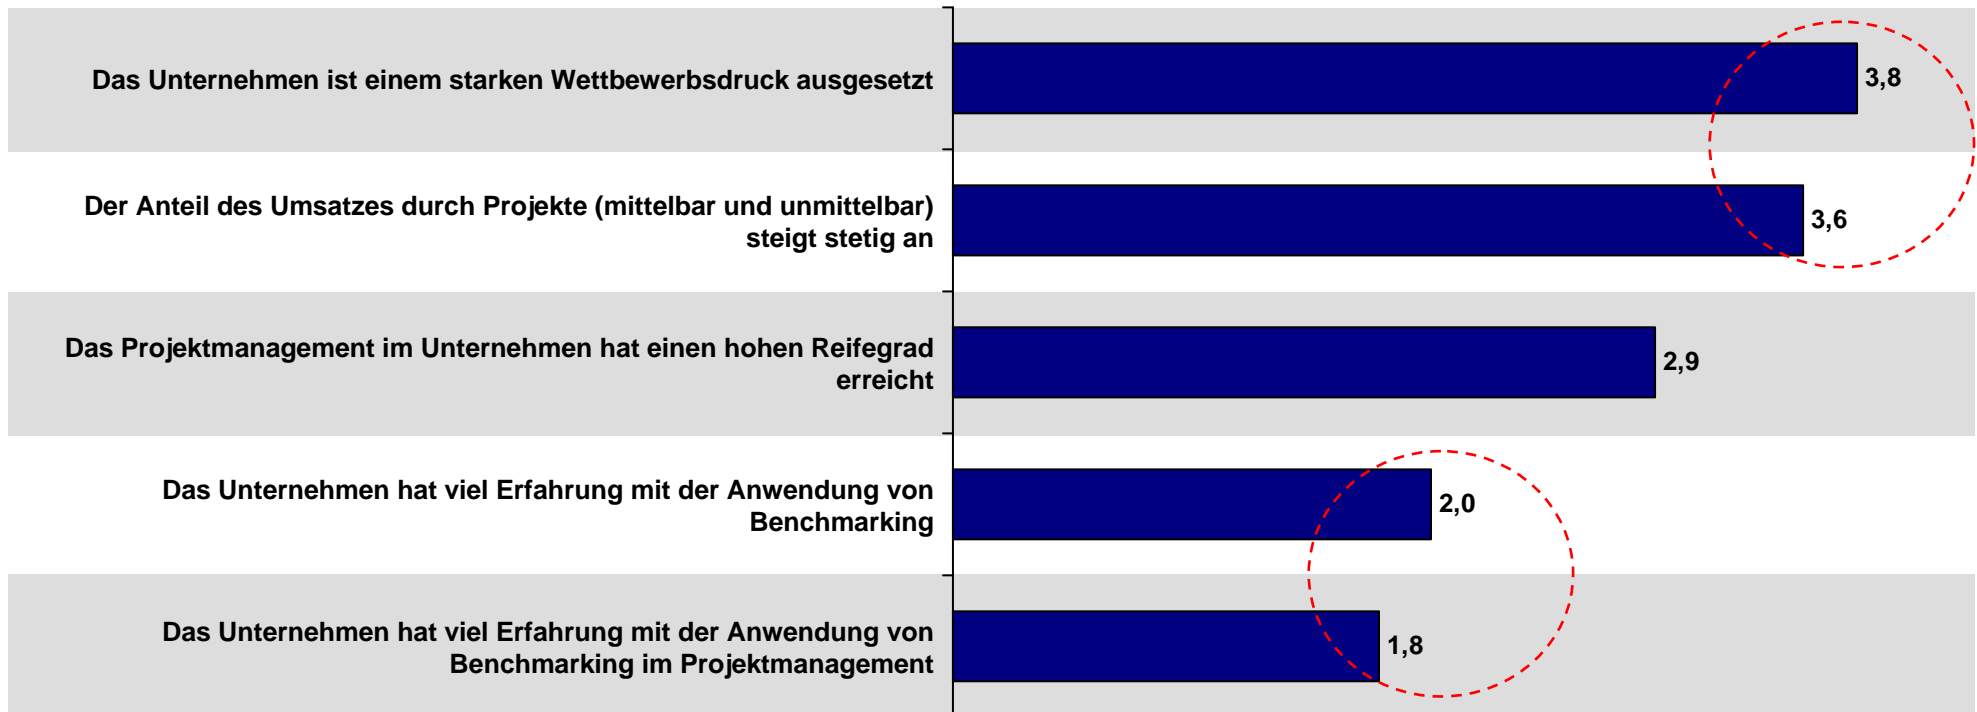 Das Unternehmen ist einem starken Wettbewerbsdruck ausgesetzt
3,8
Der Anteil des Umsatzes durch Projekte (mittelbar und unmittelbar)
steigt stetig an
3,6
Das Projektmanagement im Unternehmen hat einen hohen Reifegrad
erreicht
2,9
Das Unternehmen hat viel Erfahrung mit der Anwendung von
Benchmarking
2,0
Das Unternehmen hat viel Erfahrung mit der Anwendung von
Benchmarking im Projektmanagement
1,8